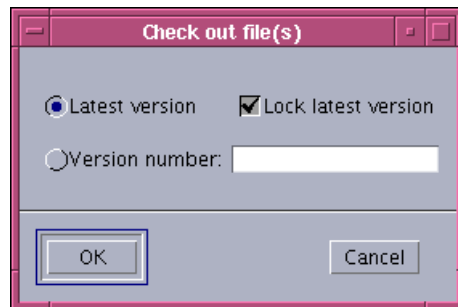 Check out file(s)
Latest version Lock latest version
Version number:
OK Cancel